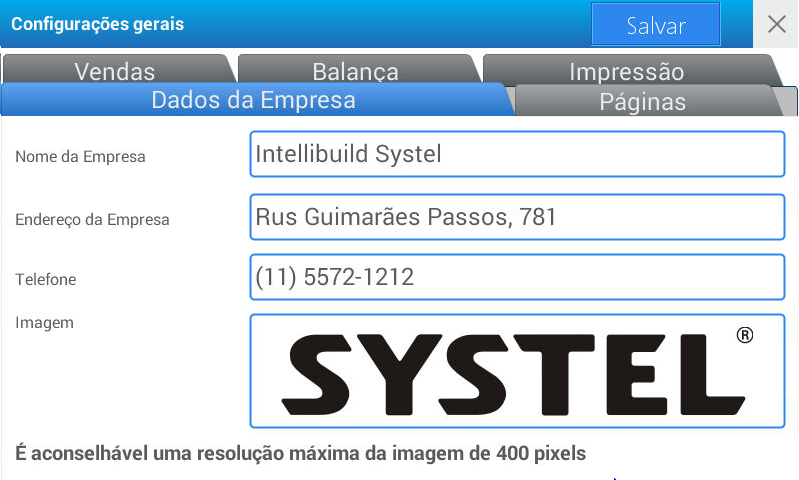 Configurações gerais
Salvar
Vendas
Balança
Impressão
Dados da Empresa
Páginas
Nome da Empresa
Intellibuild Systel
Endereço da Empresa
Rus Guimarães Passos, 781
Telefone
(11) 5572-1212
Imagem
SYSTEL®
É aconselhável uma resolução máxima da imagem de 400 pixels